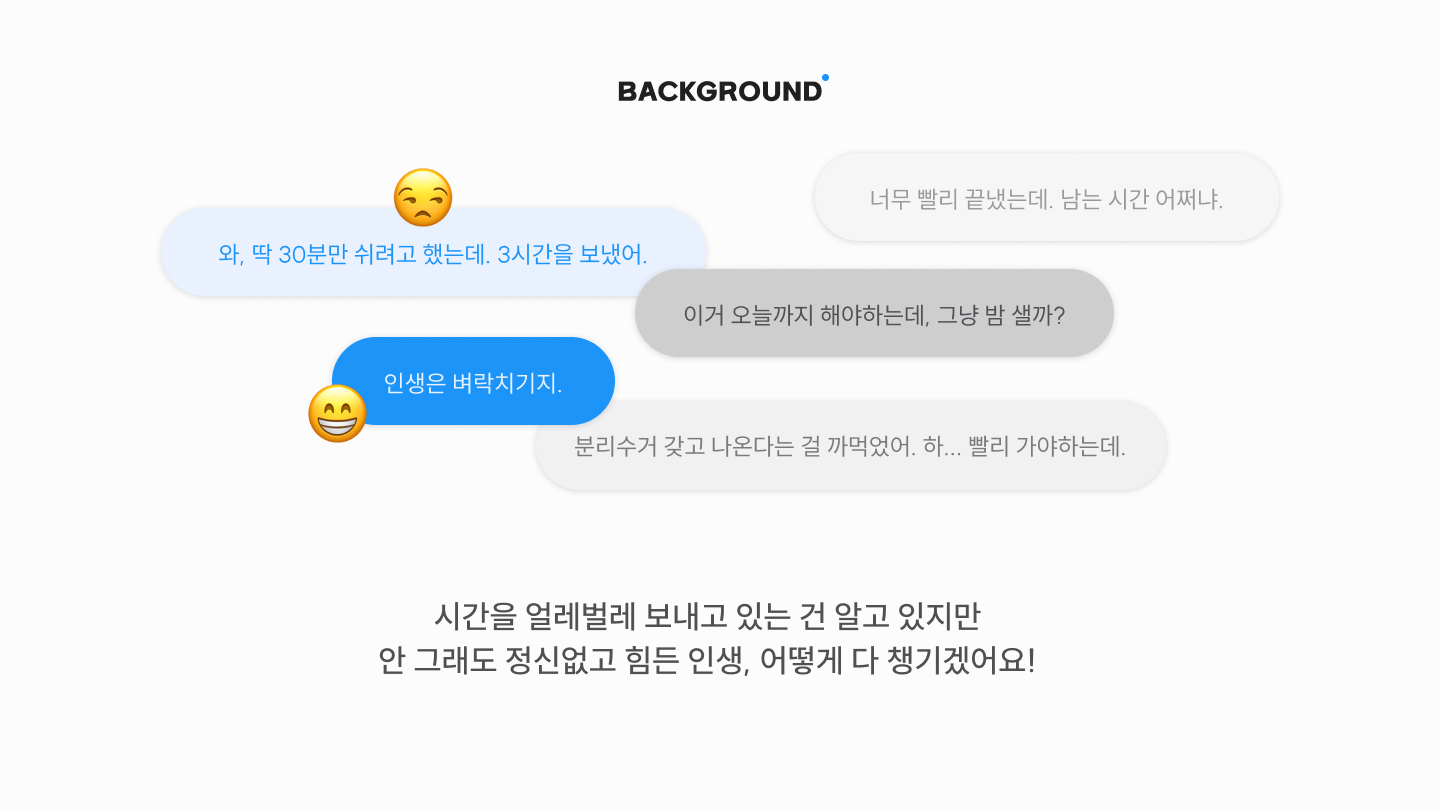 BACKGROUND
너무 빨리 끝냈는데. 남는 시간 어쩌냐.
와, 딱 30분만 쉬려고 했는데. 3시간을 보냈어.
이거 오늘까지 해야하는데, 그냥 밤 샐까?
인생은 벼락치기지.
분리수거 갖고 나온다는 걸 까먹었어. 하... 빨리 가야하는데.
시간을 얼레벌레 보내고 있는 건 알고 있지만
안 그래도 정신없고 힘든 인생, 어떻게 다 챙기겠어요!